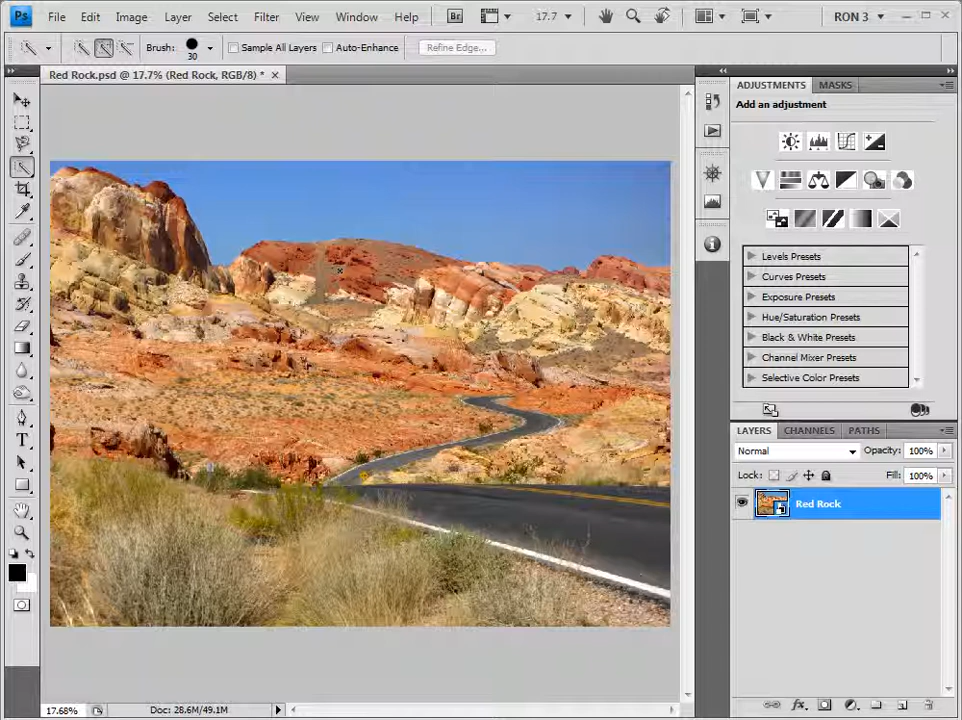 Ps File Edit Image Layer Select Filter View Window Help Br 17.7 RON 3
Brush: 30 Sample All Layers Auto-Enhance Refine Edge...
Red Rock.psd @ 17.7% (Red Rock, RGB/8) *
ADJUSTMENTS MASKS
Add an adjustment
Levels Presets
Curves Presets
Exposure Presets
Hue/Saturation Presets
Black & White Presets
Channel Mixer Presets
Selective Color Presets
LAYERS CHANNELS PATHS
Normal Opacity: 100%
Lock: Fill: 100%
Red Rock
17.68% Doc: 28.6M/49.1M